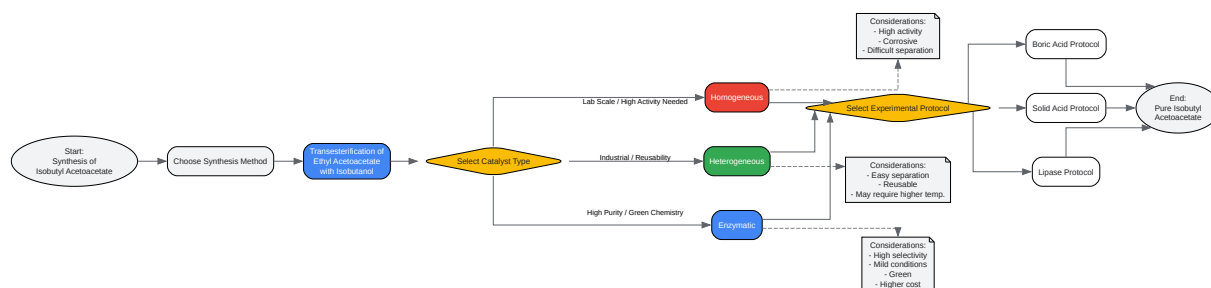 Start:
Synthesis of
Isobutyl Acetoacetate
Choose Synthesis Method
Transesterification of
Ethyl Acetoacetate
with Isobutanol
Select Catalyst Type
Lab Scale / High Activity Needed
Industrial / Reusability
High Purity / Green Chemistry
Homogeneous
Heterogeneous
Enzymatic
Considerations:
- High activity
- Corrosive
- Difficult separation
Select Experimental Protocol
Considerations:
- Easy separation
- Reusable
- May require higher temp.
Considerations:
- High selectivity
- Mild conditions
- Green
- Higher cost
Boric Acid Protocol
Solid Acid Protocol
Lipase Protocol
End:
Pure Isobutyl
Acetoacetate